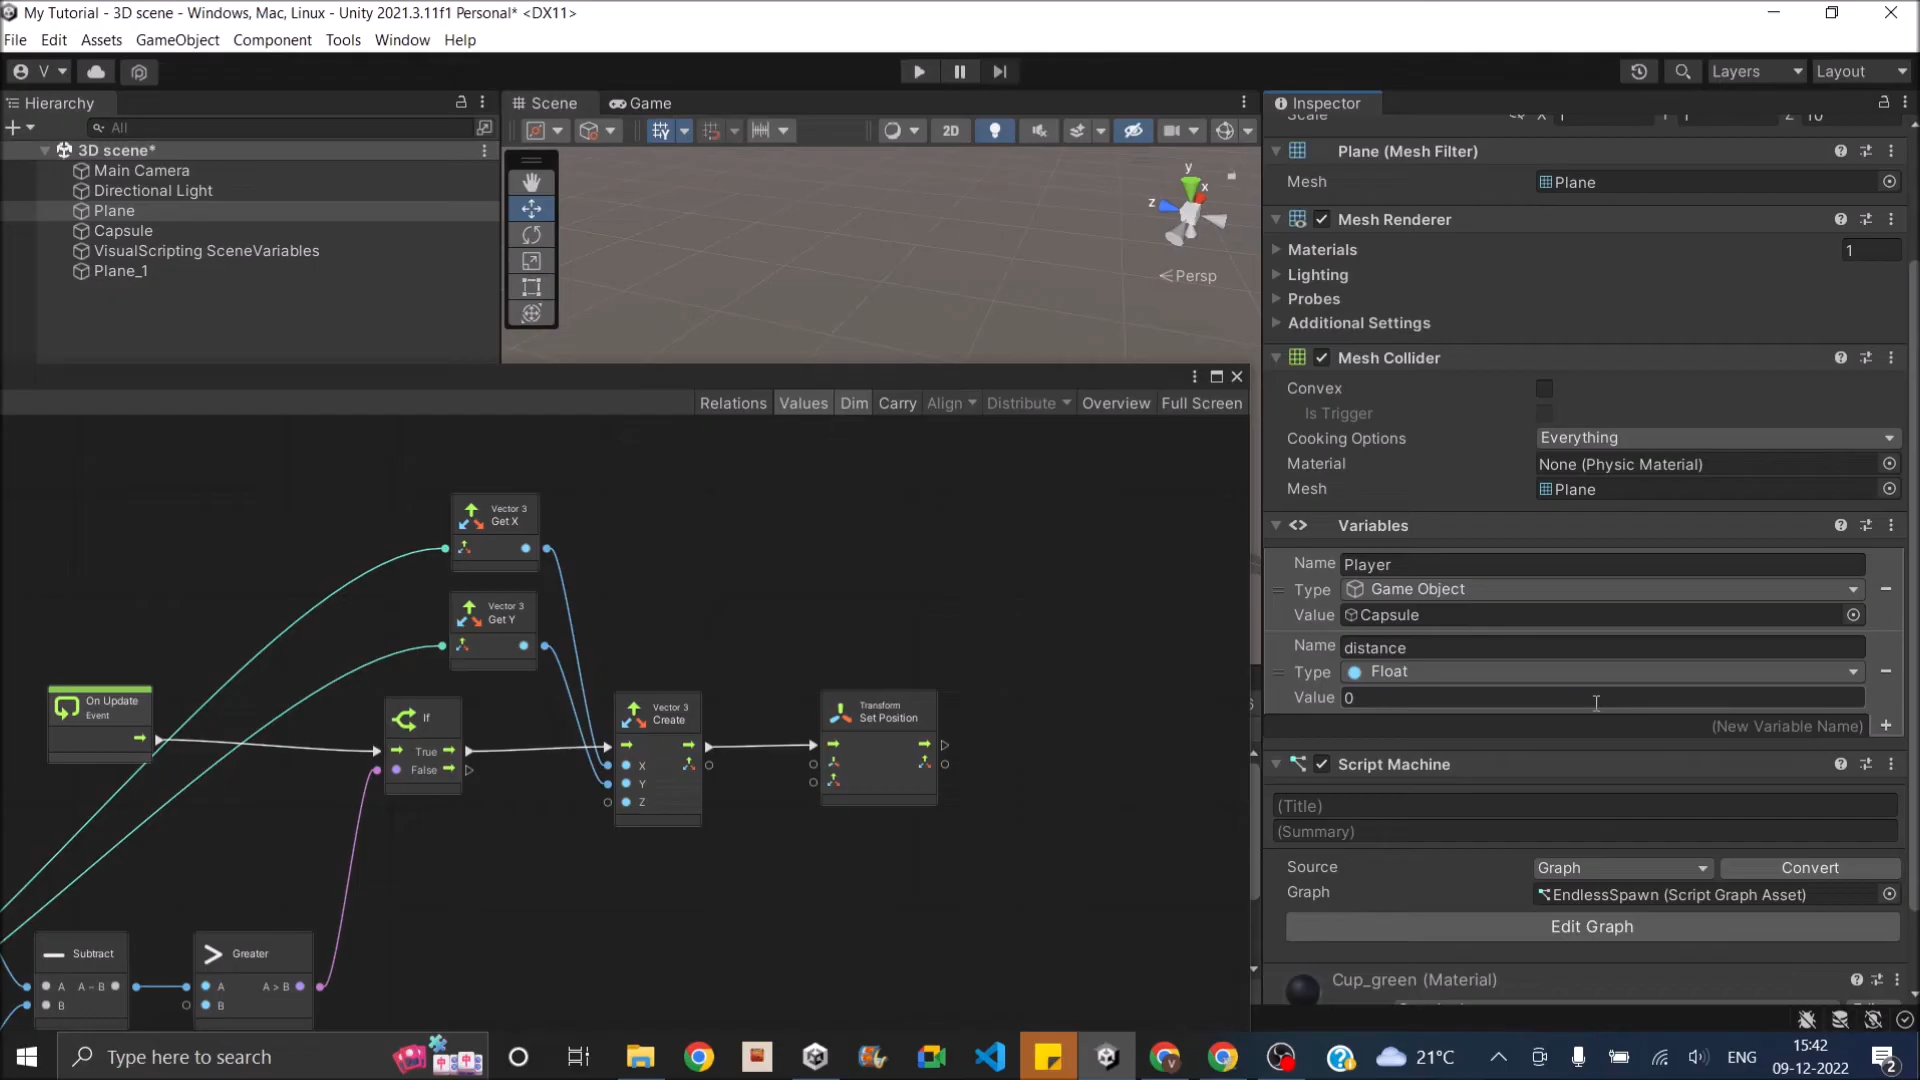 My Tutorial - 3D scene - Windows, Mac, Linux - Unity 2021.3.11f1 Personal* <DX11>
File Edit Assets GameObject Component Tools Window Help
V
Layers Layout
Hierarchy
All
3D scene*
Main Camera
Directional Light
Plane
Capsule
VisualScripting SceneVariables
Plane_1
Scene Game
2D
y
x
z
Persp
Relations Values Dim Carry Align Distribute Overview Full Screen
Vector 3
Get X
Vector 3
Get Y
On Update
Event
If
True
False
Vector 3
Create
X
Y
Z
Transform
Set Position
Subtract
A A - B
B
Greater
A A > B
B
Inspector
Scale X 1 Y 1 Z 10
Plane (Mesh Filter)
Mesh Plane
Mesh Renderer
Materials 1
Lighting
Probes
Additional Settings
Mesh Collider
Convex
Is Trigger
Cooking Options Everything
Material None (Physic Material)
Mesh Plane
Variables
Name Player
Type Game Object
Value Capsule
Name distance
Type Float
Value 0
(New Variable Name)
Script Machine
(Title)
(Summary)
Source Graph Convert
Graph EndlessSpawn (Script Graph Asset)
Edit Graph
Cup_green (Material)
Type here to search
21°C
ENG
15:42
09-12-2022
2